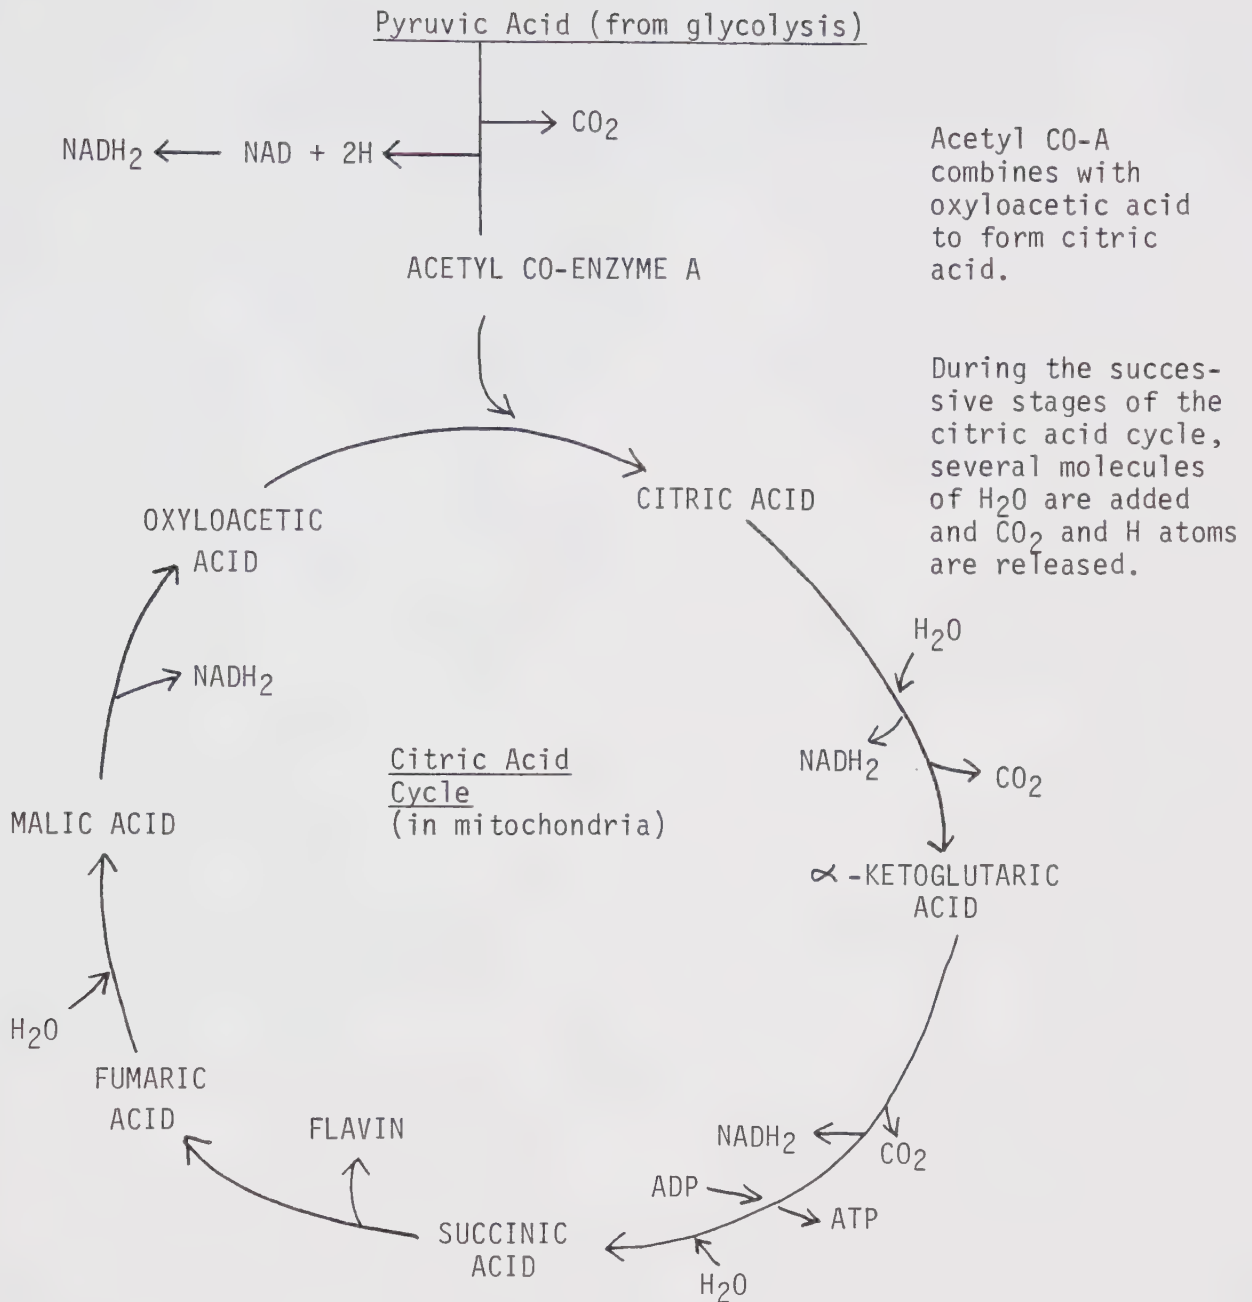 Pyruvic Acid (from glycolysis)
CO2
NADH2 NAD + 2H
ACETYL CO-ENZYME A
Acetyl CO-A
combines with
oxyloacetic acid
to form citric
acid.
During the succes-
sive stages of the
citric acid cycle,
several molecules
of H2O are added
and CO2 and H atoms
are released.
CITRIC ACID
OXYLOACETIC
ACID
H2O
NADH2
NADH2
CO2
Citric Acid
Cycle
(in mitochondria)
MALIC ACID
∝-KETOGLUTARIC
ACID
H2O
FUMARIC
ACID
FLAVIN
NADH2
CO2
ADP
ATP
SUCCINIC
ACID
H2O